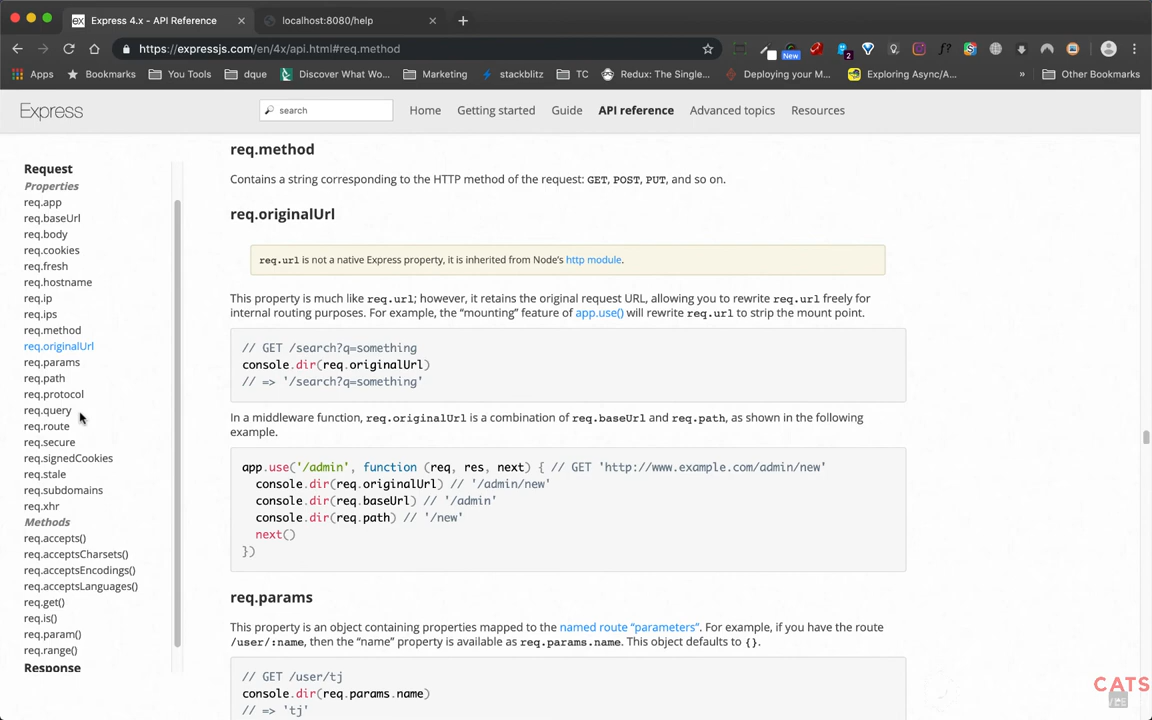 Express 4.x - API Reference
localhost:8080/help
https://expressjs.com/en/4x/api.html#req.method
New
2
Apps
Bookmarks
You Tools
dque
Discover What Wo...
Marketing
stackblitz
TC
Redux: The Single...
Deploying your M...
Exploring Async/A...
»
Other Bookmarks
Express
search
Home
Getting started
Guide
API reference
Advanced topics
Resources
Request
Properties
req.app
req.baseUrl
req.body
req.cookies
req.fresh
req.hostname
req.ip
req.ips
req.method
req.originalUrl
req.params
req.path
req.protocol
req.query
req.route
req.secure
req.signedCookies
req.stale
req.subdomains
req.xhr
Methods
req.accepts()
req.acceptsCharsets()
req.acceptsEncodings()
req.acceptsLanguages()
req.get()
req.is()
req.param()
req.range()
Response
req.method
Contains a string corresponding to the HTTP method of the request: GET, POST, PUT, and so on.
req.originalUrl
req.url is not a native Express property, it is inherited from Node's http module.
This property is much like req.url; however, it retains the original request URL, allowing you to rewrite req.url freely for
internal routing purposes. For example, the “mounting” feature of app.use() will rewrite req.url to strip the mount point.
// GET /search?q=something
console.dir(req.originalUrl)
// => '/search?q=something'
In a middleware function, req.originalUrl is a combination of req.baseUrl and req.path, as shown in the following
example.
app.use('/admin', function (req, res, next) { // GET 'http://www.example.com/admin/new'
console.dir(req.originalUrl) // '/admin/new'
console.dir(req.baseUrl) // '/admin'
console.dir(req.path) // '/new'
next()
})
req.params
This property is an object containing properties mapped to the named route “parameters”. For example, if you have the route
/user/:name, then the “name” property is available as req.params.name. This object defaults to {}.
// GET /user/tj
console.dir(req.params.name)
// => 'tj'
CATS